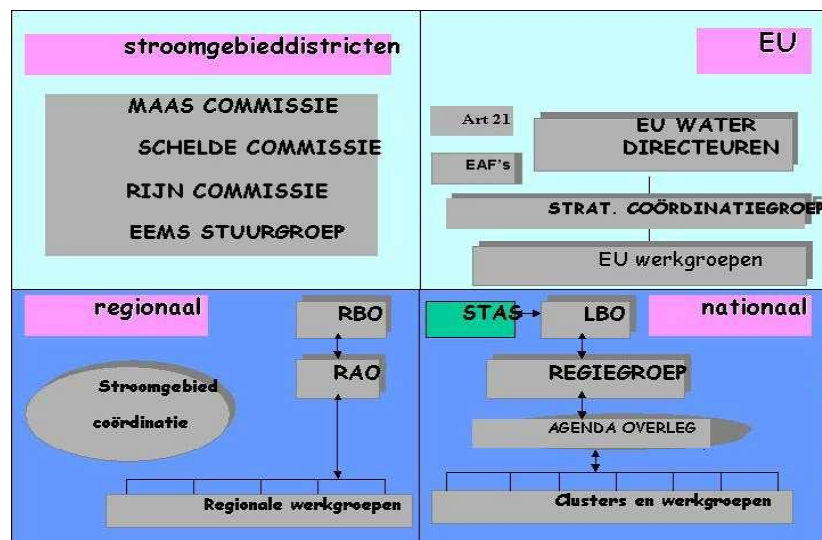 stroomgebieddistricten
MAAS COMMISSIE
SCHELDE COMMISSIE
RIJN COMMISSIE
EEMS STUURGROEP
EU
Art 21
EAF's
EU WATER
DIRECTEUREN
STRAT. COÖRDINATIEGROEP
EU werkgroepen
regionaal
RBO
RAO
Stroomgebied
coördinatie
Regionale werkgroepen
STAS
LBO
nationaal
REGIEGROEP
AGENDA OVERLEG
Clusters en werkgroepen